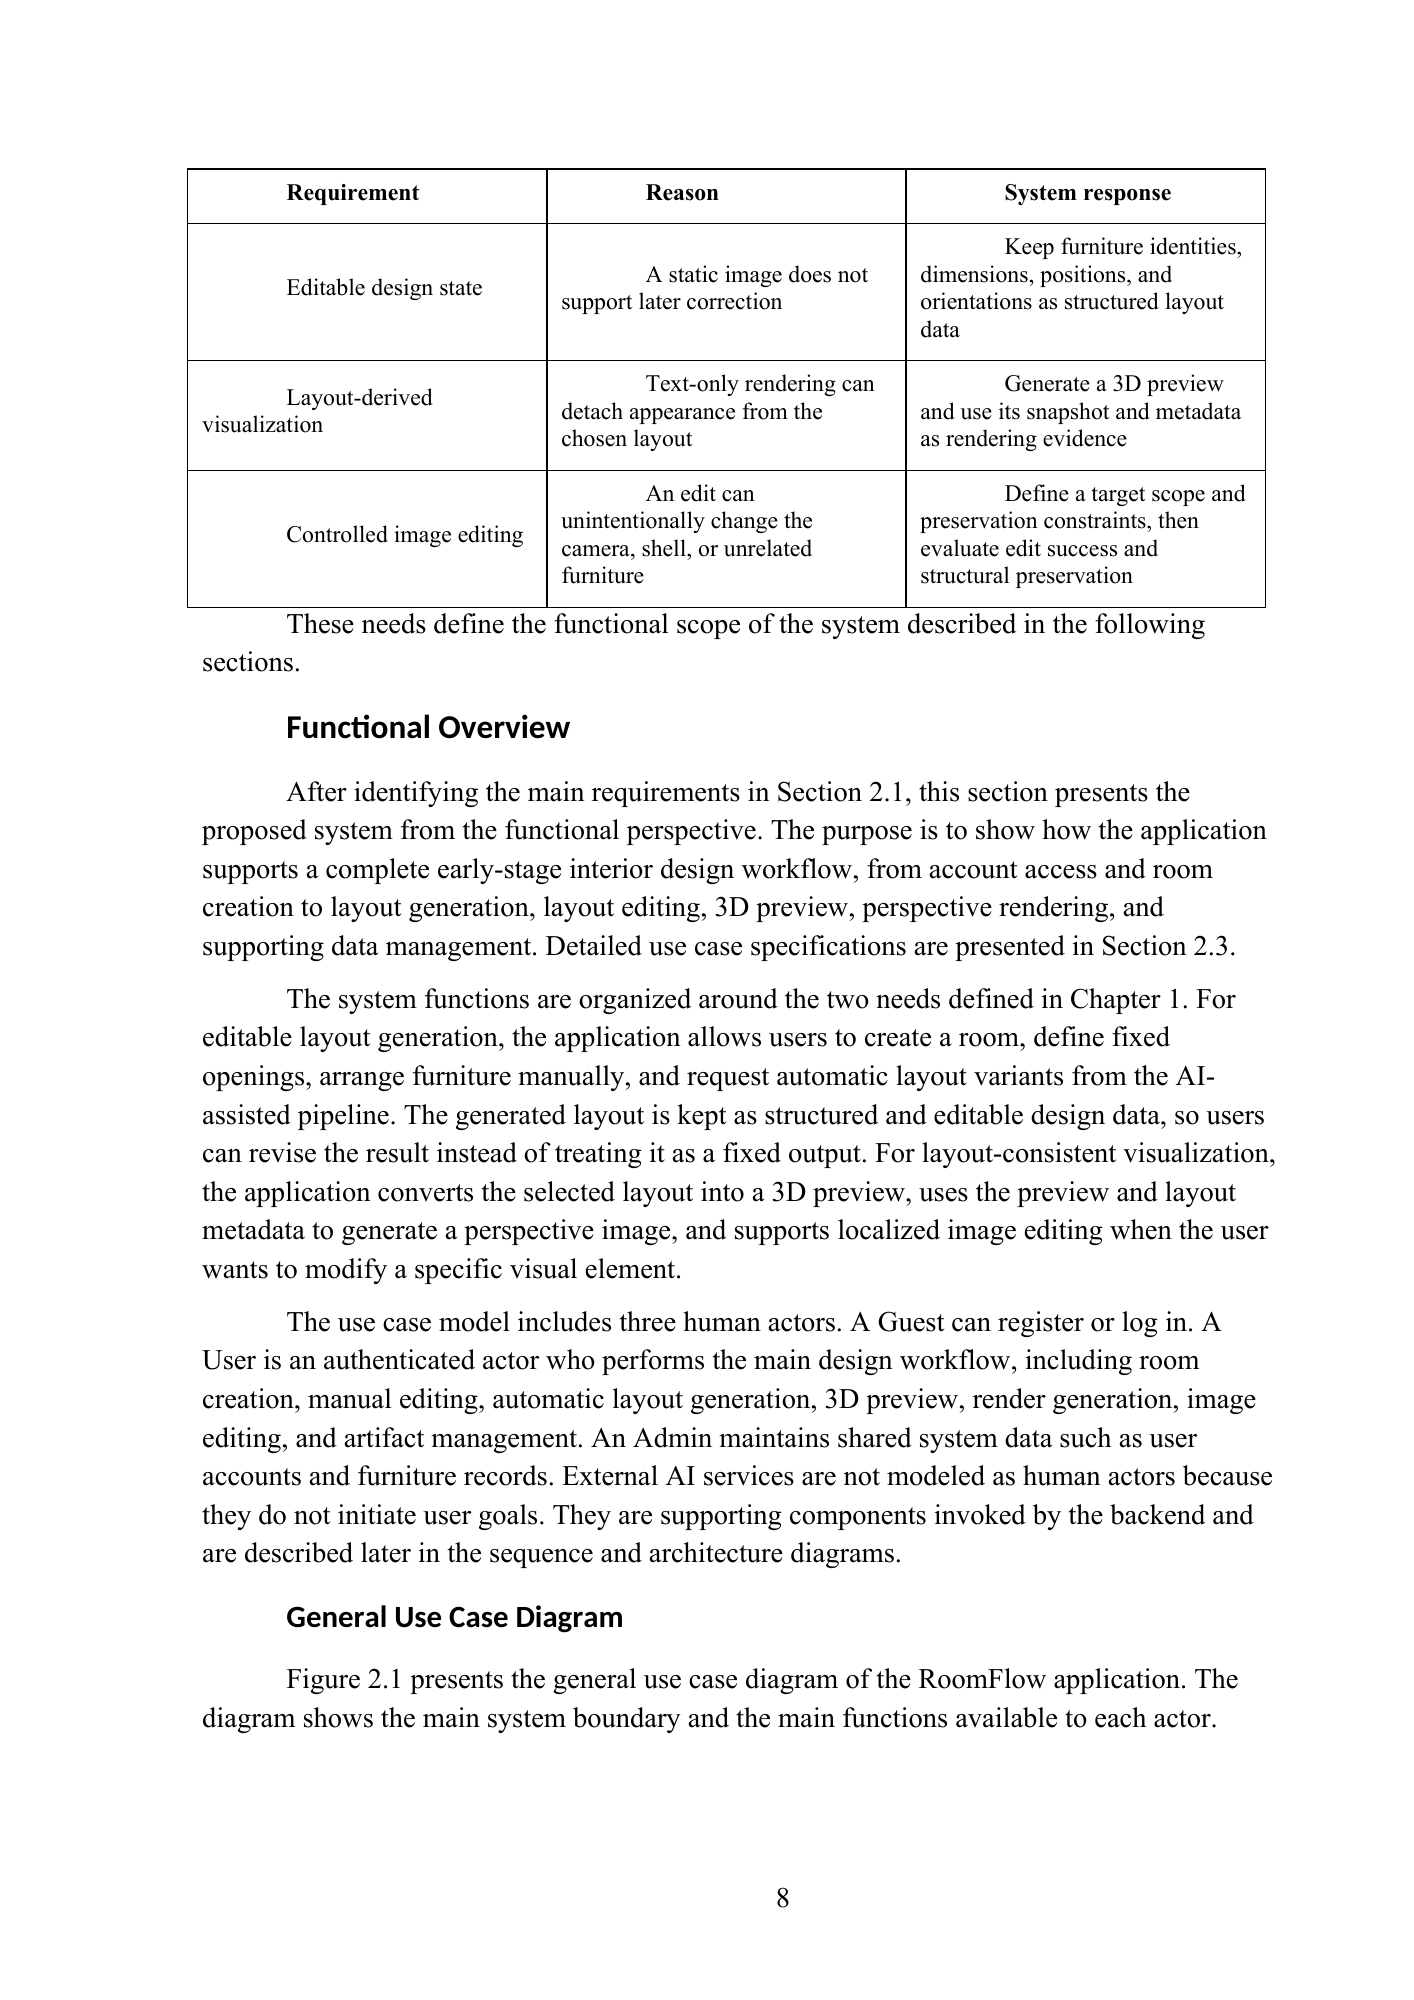 Requirement
Reason
System response
Editable design state
A static image does not
support later correction
Keep furniture identities,
dimensions, positions, and
orientations as structured layout
data
Layout-derived
visualization
Text-only rendering can
detach appearance from the
chosen layout
Generate a 3D preview
and use its snapshot and metadata
as rendering evidence
Controlled image editing
An edit can
unintentionally change the
camera, shell, or unrelated
furniture
Define a target scope and
preservation constraints, then
evaluate edit success and
structural preservation
These needs define the functional scope of the system described in the following
sections.
Functional Overview
After identifying the main requirements in Section 2.1, this section presents the
proposed system from the functional perspective. The purpose is to show how the application
supports a complete early-stage interior design workflow, from account access and room
creation to layout generation, layout editing, 3D preview, perspective rendering, and
supporting data management. Detailed use case specifications are presented in Section 2.3.
The system functions are organized around the two needs defined in Chapter 1. For
editable layout generation, the application allows users to create a room, define fixed
openings, arrange furniture manually, and request automatic layout variants from the AI-
assisted pipeline. The generated layout is kept as structured and editable design data, so users
can revise the result instead of treating it as a fixed output. For layout-consistent visualization,
the application converts the selected layout into a 3D preview, uses the preview and layout
metadata to generate a perspective image, and supports localized image editing when the user
wants to modify a specific visual element.
The use case model includes three human actors. A Guest can register or log in. A
User is an authenticated actor who performs the main design workflow, including room
creation, manual editing, automatic layout generation, 3D preview, render generation, image
editing, and artifact management. An Admin maintains shared system data such as user
accounts and furniture records. External AI services are not modeled as human actors because
they do not initiate user goals. They are supporting components invoked by the backend and
are described later in the sequence and architecture diagrams.
General Use Case Diagram
Figure 2.1 presents the general use case diagram of the RoomFlow application. The
diagram shows the main system boundary and the main functions available to each actor.
8